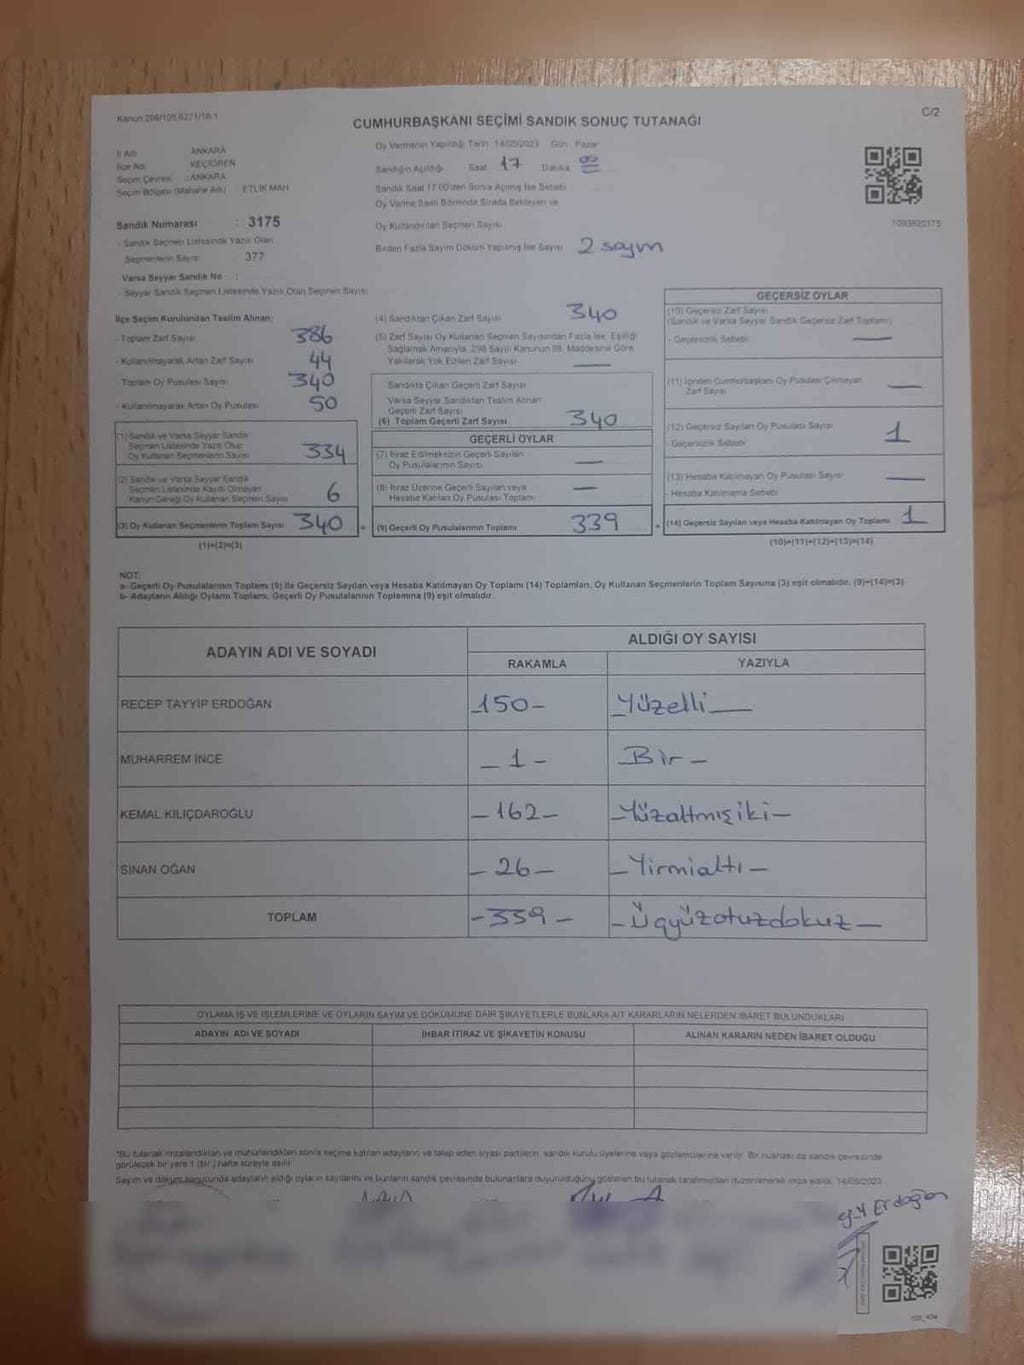 Kanun:298/105,6271/18-1
C/2
CUMHURBAŞKANI SEÇİMİ SANDIK SONUÇ TUTANAĞI
İl Adı : ANKARA
İlçe Adı : KEÇİÖREN
Seçim Çevresi : ANKARA
Seçim Bölgesi (Mahalle Adı) : ETLİK MAH
Sandık Numarası : 3175
- Sandık Seçmen Listesinde Yazılı Olan
Seçmenlerin Sayısı 377
Varsa Seyyar Sandık No :
- Seyyar Sandık Seçmen Listesinde Yazılı Olan Seçmen Sayısı
Oy Vermenin Yapıldığı Tarih :14/05/2023 Gün : Pazar
Sandığın Açıldığı Saat 17 Dakika 00
Sandık Saat 17:00'den Sonra Açılmış İse Sebebi
Oy Verme Saati Bitiminde Sırada Bekleyen ve
Oy Kullandırılan Seçmen Sayısı
Birden Fazla Sayım Döküm Yapılmış İse Sayısı 2 sayım
1093820375
İlçe Seçim Kurulundan Teslim Alınan;
- Toplam Zarf Sayısı 386
- Kullanılmayarak Artan Zarf Sayısı 44
- Toplam Oy Pusulası Sayısı 340
- Kullanılmayarak Artan Oy Pusulası 50
(1) Sandık ve Varsa Seyyar Sandık
Seçmen Listesinde Yazılı Olup
Oy Kullanan Seçmenlerin Sayısı 334
(2) Sandık ve Varsa Seyyar Sandık
Seçmen Listesinde Kayıtlı Olmayan
Kanun Gereği Oy Kullanan Seçmen Sayısı 6
(3) Oy Kullanan Seçmenlerin Toplam Sayısı 340
(1)+(2)=(3)
(4) Sandıktan Çıkan Zarf Sayısı 340
(5) Zarf Sayısı Oy Kullanan Seçmen Sayısından Fazla İse, Eşitliği
Sağlamak Amacıyla, 298 Sayılı Kanunun 98. Maddesine Göre
Yakılarak Yok Edilen Zarf Sayısı —
Sandıkta Çıkan Geçerli Zarf Sayısı
Varsa Seyyar Sandıktan Teslim Alınan
Geçerli Zarf Sayısı
(6) Toplam Geçerli Zarf Sayısı 340
GEÇERLİ OYLAR
(7) İtiraz Edilmeksizin Geçerli Sayılan
Oy Pusulalarının Sayısı —
(8) İtiraz Üzerine Geçerli Sayılan veya
Hesaba Katılan Oy Pusulası Toplamı —
(9) Geçerli Oy Pusulalarının Toplamı 339
GEÇERSİZ OYLAR
(10) Geçersiz Zarf Sayısı
(Sandık ve Varsa Seyyar Sandık Geçersiz Zarf Toplamı)
- Geçersizlik Sebebi —
(11) İçinden Cumhurbaşkanı Oy Pusulası Çıkmayan
Zarf Sayısı —
(12) Geçersiz Sayılan Oy Pusulası Sayısı 1
- Geçersizlik Sebebi
(13) Hesaba Katılmayan Oy Pusulası Sayısı —
- Hesaba Katılmama Sebebi
(14) Geçersiz Sayılan veya Hesaba Katılmayan Oy Toplamı 1
(10)+(11)+(12)+(13)=(14)
NOT:
a- Geçerli Oy Pusulalarının Toplamı (9) ile Geçersiz Sayılan veya Hesaba Katılmayan Oy Toplamı (14) Toplamları, Oy Kullanan Seçmenlerin Toplam Sayısına (3) eşit olmalıdır. (9)+(14)=(3)
b- Adayların Aldığı Oyların Toplamı, Geçerli Oy Pusulalarının Toplamına (9) eşit olmalıdır.
ADAYIN ADI VE SOYADI
ALDIĞI OY SAYISI
RAKAMLA YAZIYLA
RECEP TAYYİP ERDOĞAN 150- Yüzelli —
MUHARREM İNCE -1- Bir -
KEMAL KILIÇDAROĞLU -162- -Yüzaltmışiki-
SİNAN OĞAN -26- -Yirmialtı-
TOPLAM -339- -Üçyüzotuzdokuz-
OYLAMA İŞ VE İŞLEMLERİNE VE OYLARIN SAYIM VE DÖKÜMÜNE DAİR ŞİKAYETLERLE BUNLARA AİT KARARLARIN NELERDEN İBARET BULUNDUKLARI
ADAYIN ADI VE SOYADI İHBAR İTİRAZ VE ŞİKAYETİN KONUSU ALINAN KARARIN NEDEN İBARET OLDUĞU
*Bu tutanak imzalandıktan ve mühürlendikten sonra seçime katılan adayların ve talep eden siyasi partilerin, sandık kurulu üyelerine veya gözlemcilerine verilir. Bir nüshası da sandık çevresinde
görülecek bir yere 1 (bir) hafta süreyle asılır.
Sayım ve döküm sonucunda adayların aldığı oyların sayılarını ve bunların sandık çevresinde bulunanlara duyurulduğunu gösteren bu tutanak tarafımızdan düzenlenerek imza edildi. 14/05/2023
Erdoğan